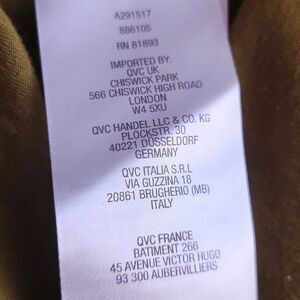 A291517
886105
RN 81893
IMPORTED BY:
QVC UK
CHISWICK PARK
566 CHISWICK HIGH ROAD
LONDON
W4 5XU
QVC HANDEL LLC & CO. KG
PLOCKSTR. 30
40221 DÜSSELDORF
GERMANY
QVC ITALIA S.R.L
VIA GUZZINA 18
20861 BRUGHERIO (MB)
ITALY
QVC FRANCE
BATIMENT 266
45 AVENUE VICTOR HUGO
93 300 AUBERVILLIERS